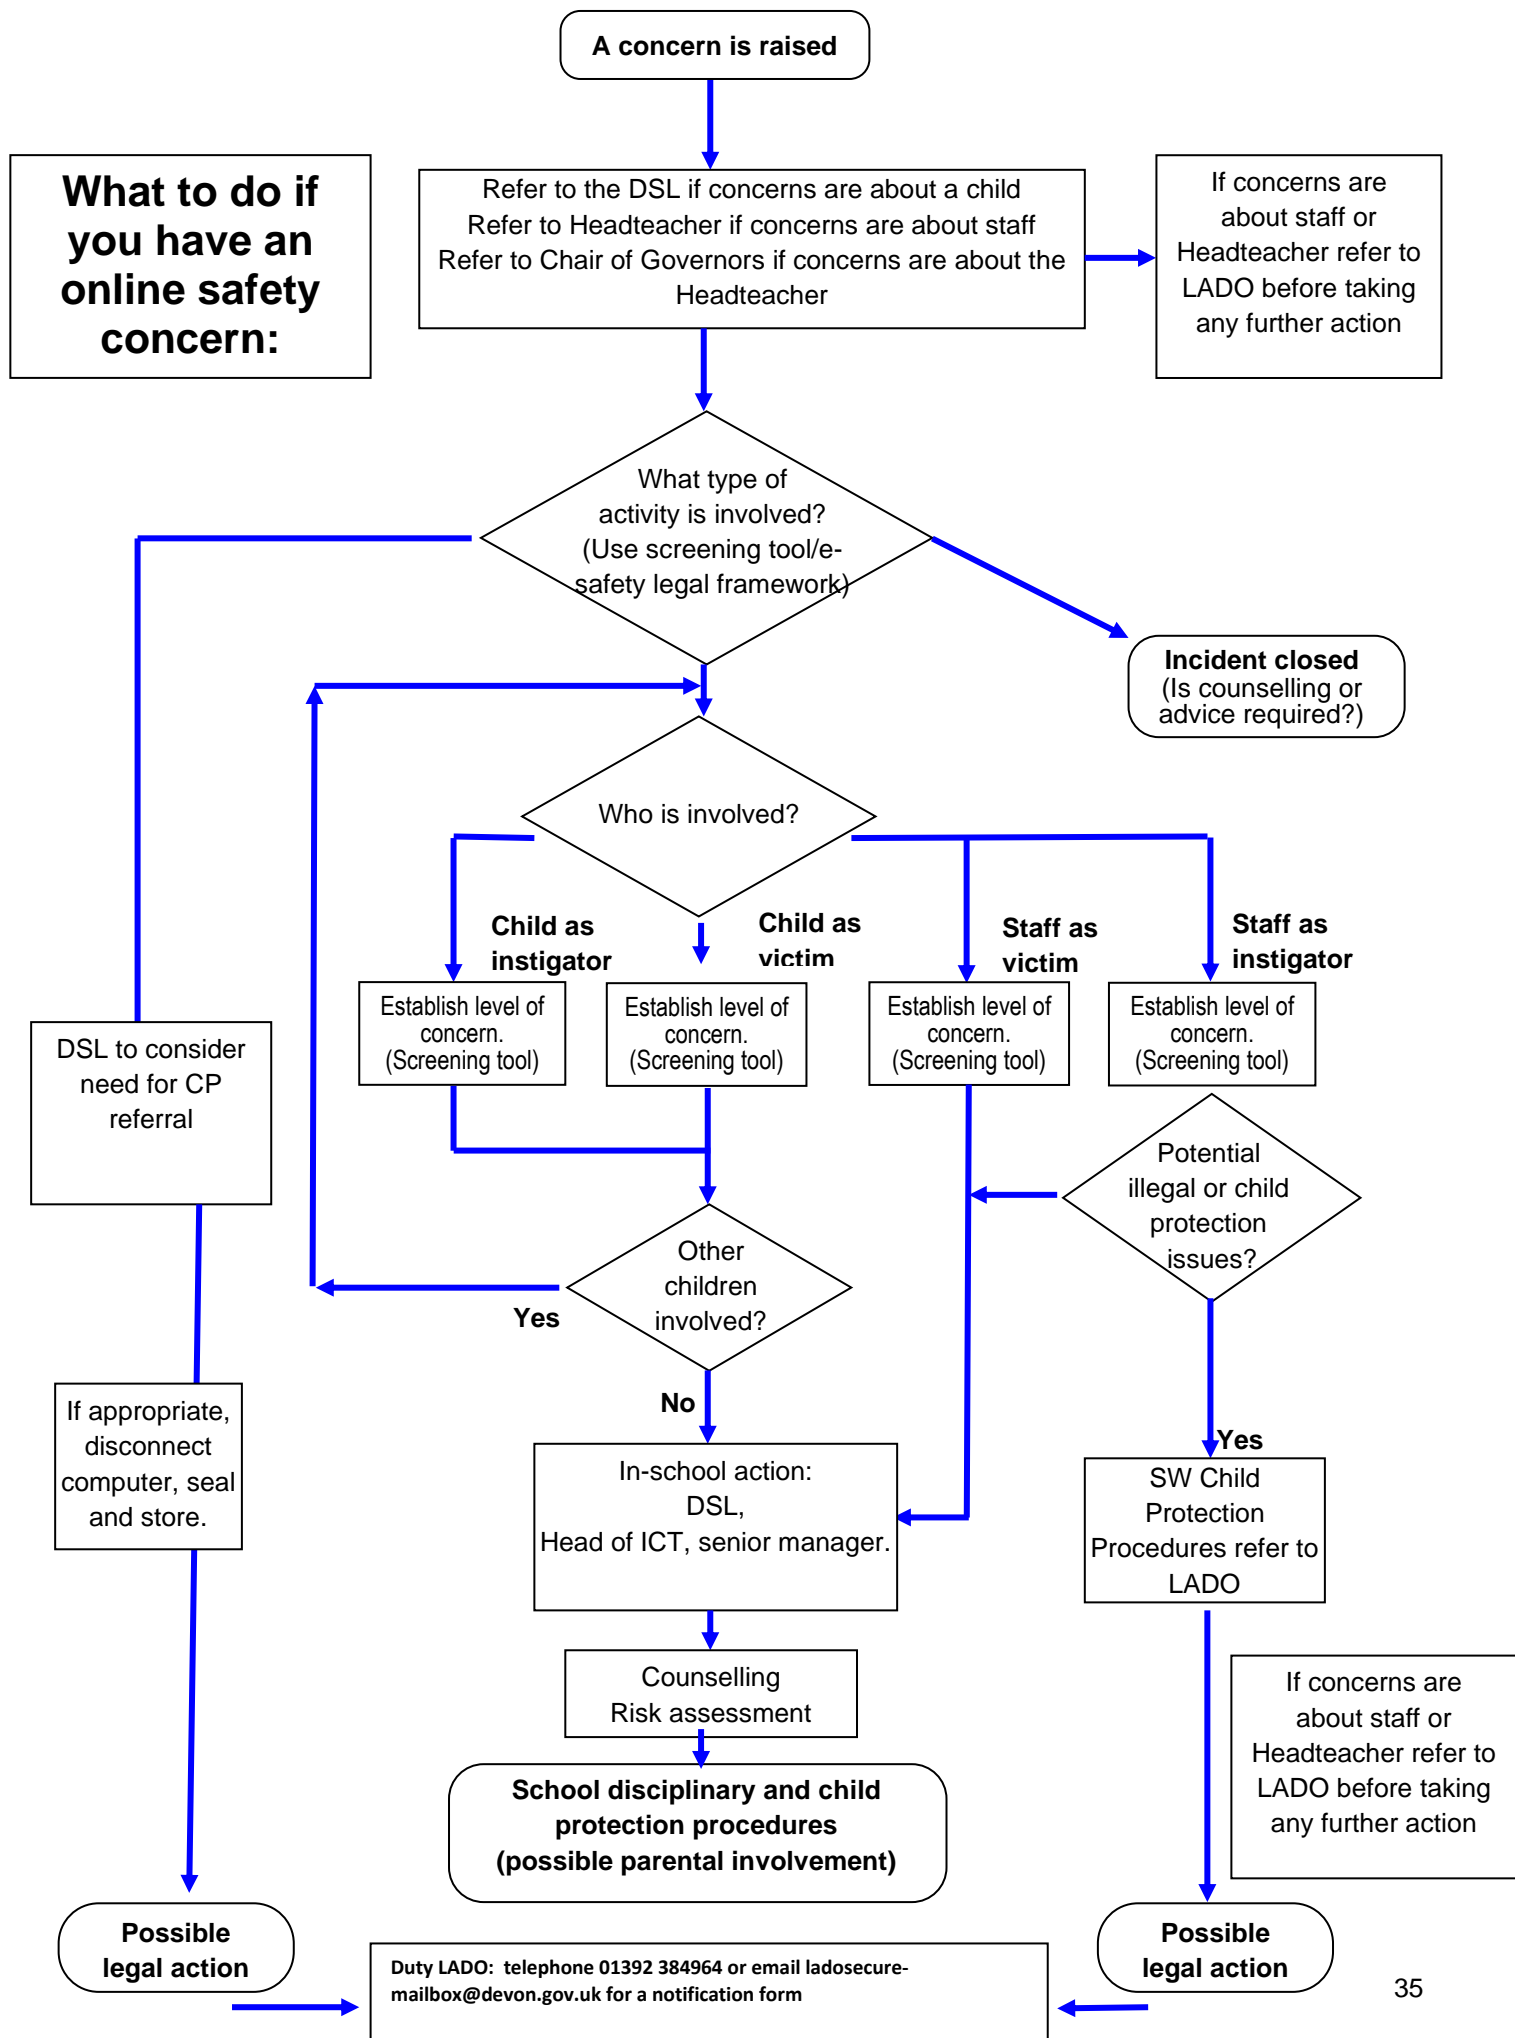 A concern is raised
What to do if
you have an
online safety
concern:
Refer to the DSL if concerns are about a child
Refer to Headteacher if concerns are about staff
Refer to Chair of Governors if concerns are about the
Headteacher
If concerns are
about staff or
Headteacher refer to
LADO before taking
any further action
What type of
activity is involved?
(Use screening tool/e-
safety legal framework)
Incident closed
(Is counselling or
advice required?)
Who is involved?
Child as
instigator
Child as
victim
Staff as
victim
Staff as
instigator
Establish level of
concern.
(Screening tool)
Establish level of
concern.
(Screening tool)
Establish level of
concern.
(Screening tool)
Establish level of
concern.
(Screening tool)
DSL to consider
need for CP
referral
Potential
illegal or child
protection
issues?
Other
children
involved?
Yes
No
If appropriate,
disconnect
computer, seal
and store.
Yes
In-school action:
DSL,
Head of ICT, senior manager.
SW Child
Protection
Procedures refer to
LADO
Counselling
Risk assessment
If concerns are
about staff or
Headteacher refer to
LADO before taking
any further action
School disciplinary and child
protection procedures
(possible parental involvement)
Possible
legal action
Possible
legal action
Duty LADO:  telephone 01392 384964 or email ladosecure-
mailbox@devon.gov.uk for a notification form
35